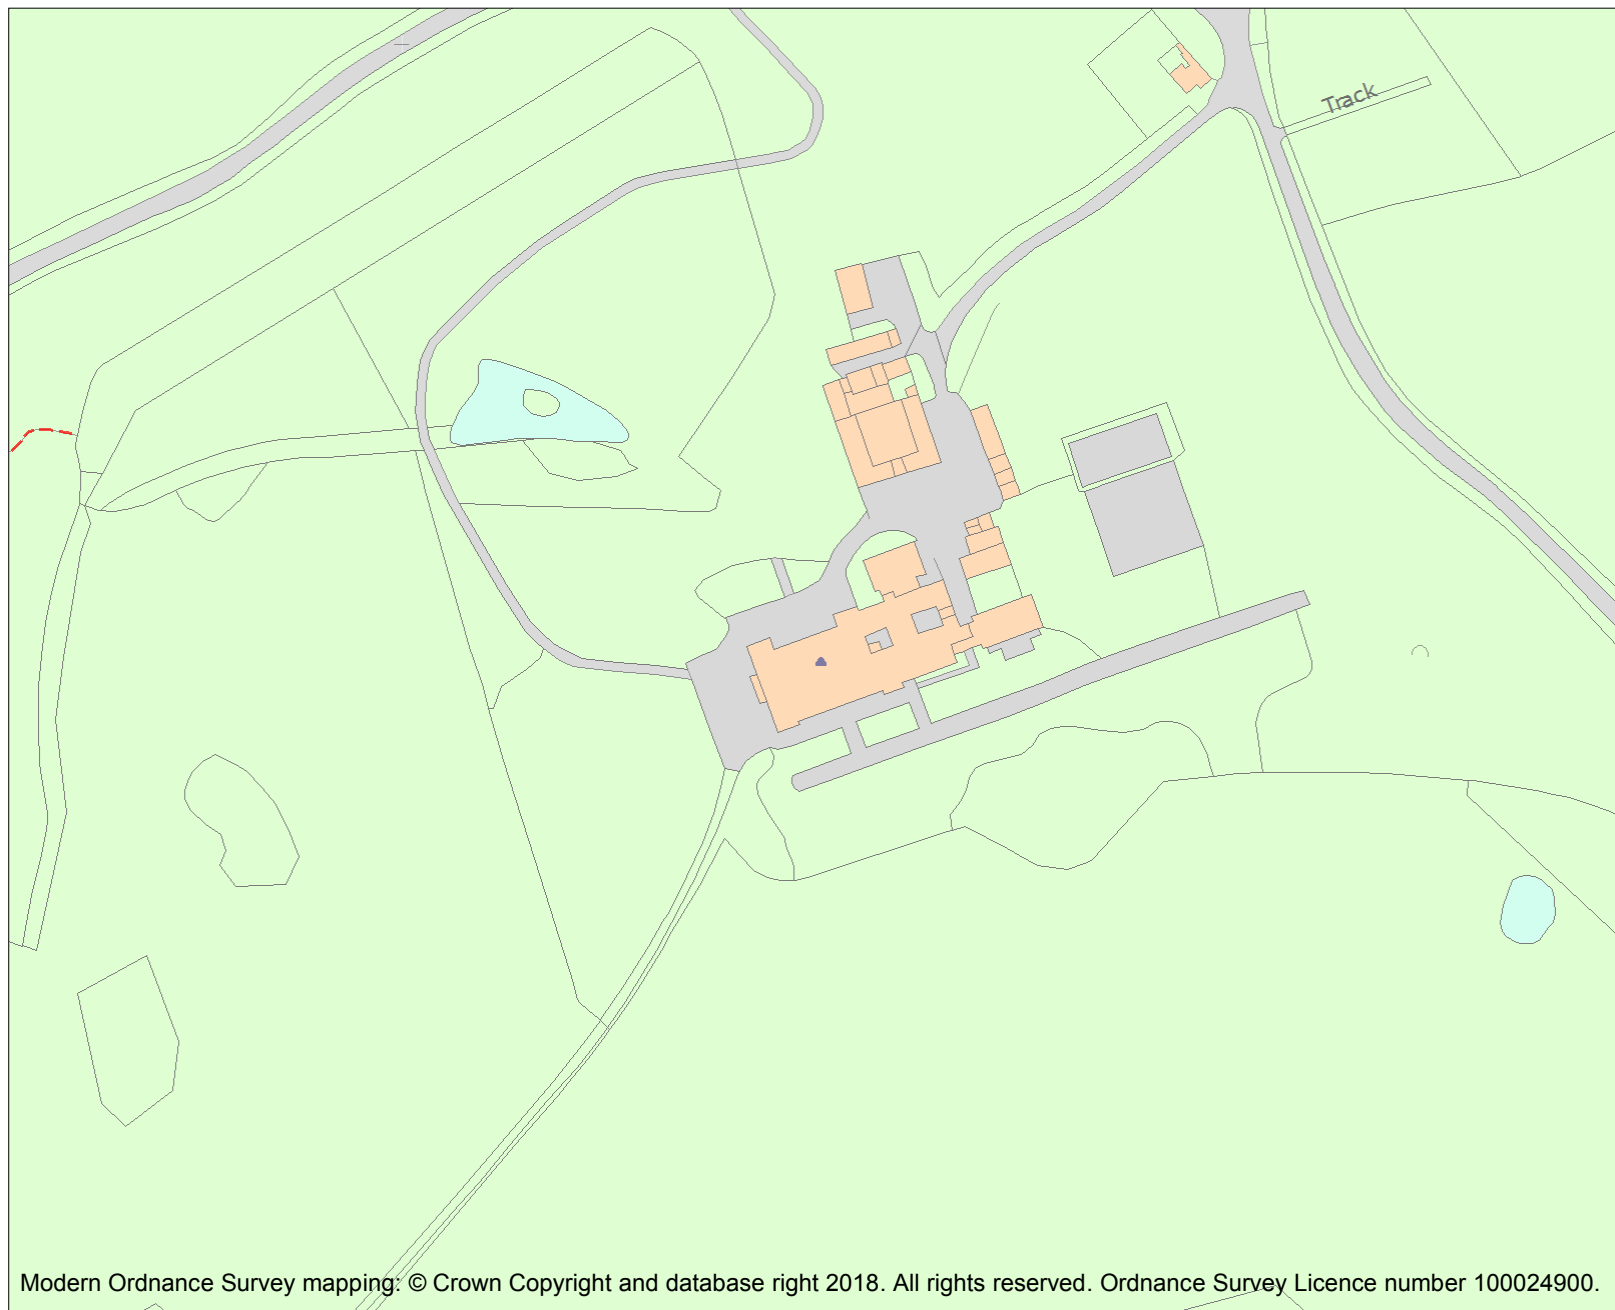 Track
Modern Ordnance Survey mapping: © Crown Copyright and database right 2018. All rights reserved. Ordnance Survey Licence number 100024900.